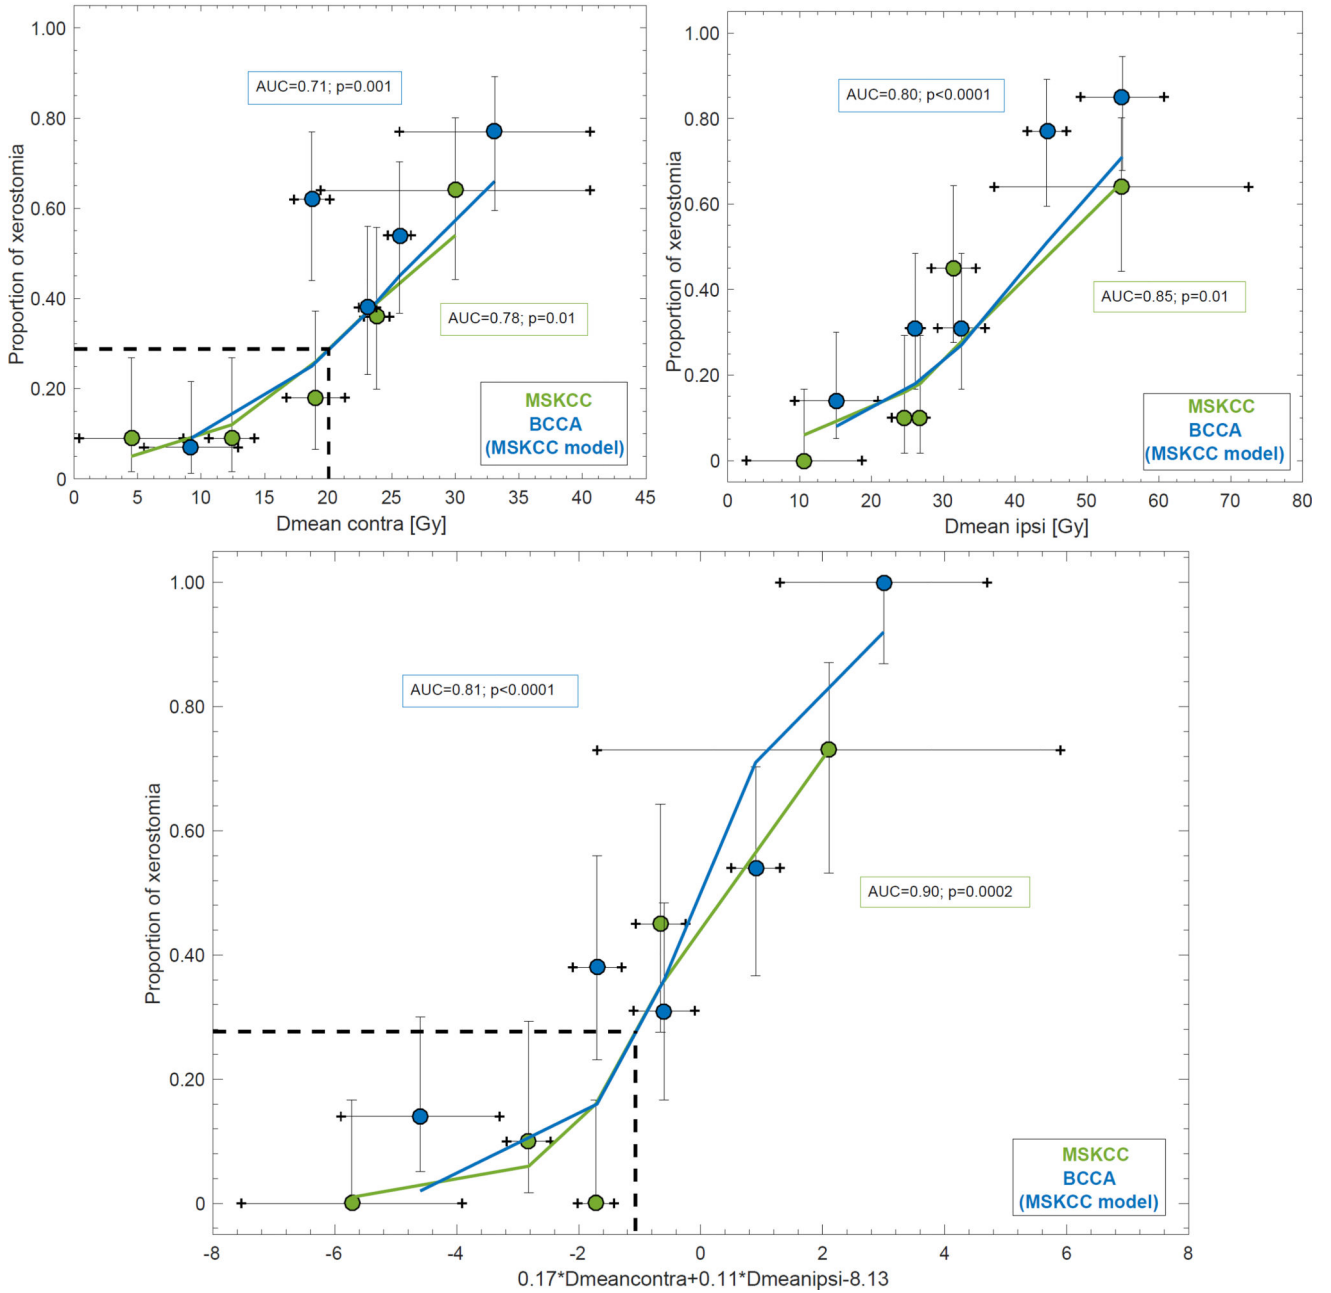 1.00
0.80
0.60
0.40
0.20
0
Proportion of xerostomia
AUC=0.71; p=0.001
AUC=0.78; p=0.01
MSKCC
BCCA
(MSKCC model)
0 5 10 15 20 25 30 35 40 45
Dmean contra [Gy]
1.00
0.80
0.60
0.40
0.20
0
Proportion of xerostomia
AUC=0.80; p<0.0001
AUC=0.85; p=0.01
MSKCC
BCCA
(MSKCC model)
0 10 20 30 40 50 60 70 80
Dmean ipsi [Gy]
1.00
0.80
0.60
0.40
0.20
0
Proportion of xerostomia
AUC=0.81; p<0.0001
AUC=0.90; p=0.0002
MSKCC
BCCA
(MSKCC model)
-8 -6 -4 -2 0 2 4 6 8
0.17*Dmeancontra+0.11*Dmeanipsi-8.13